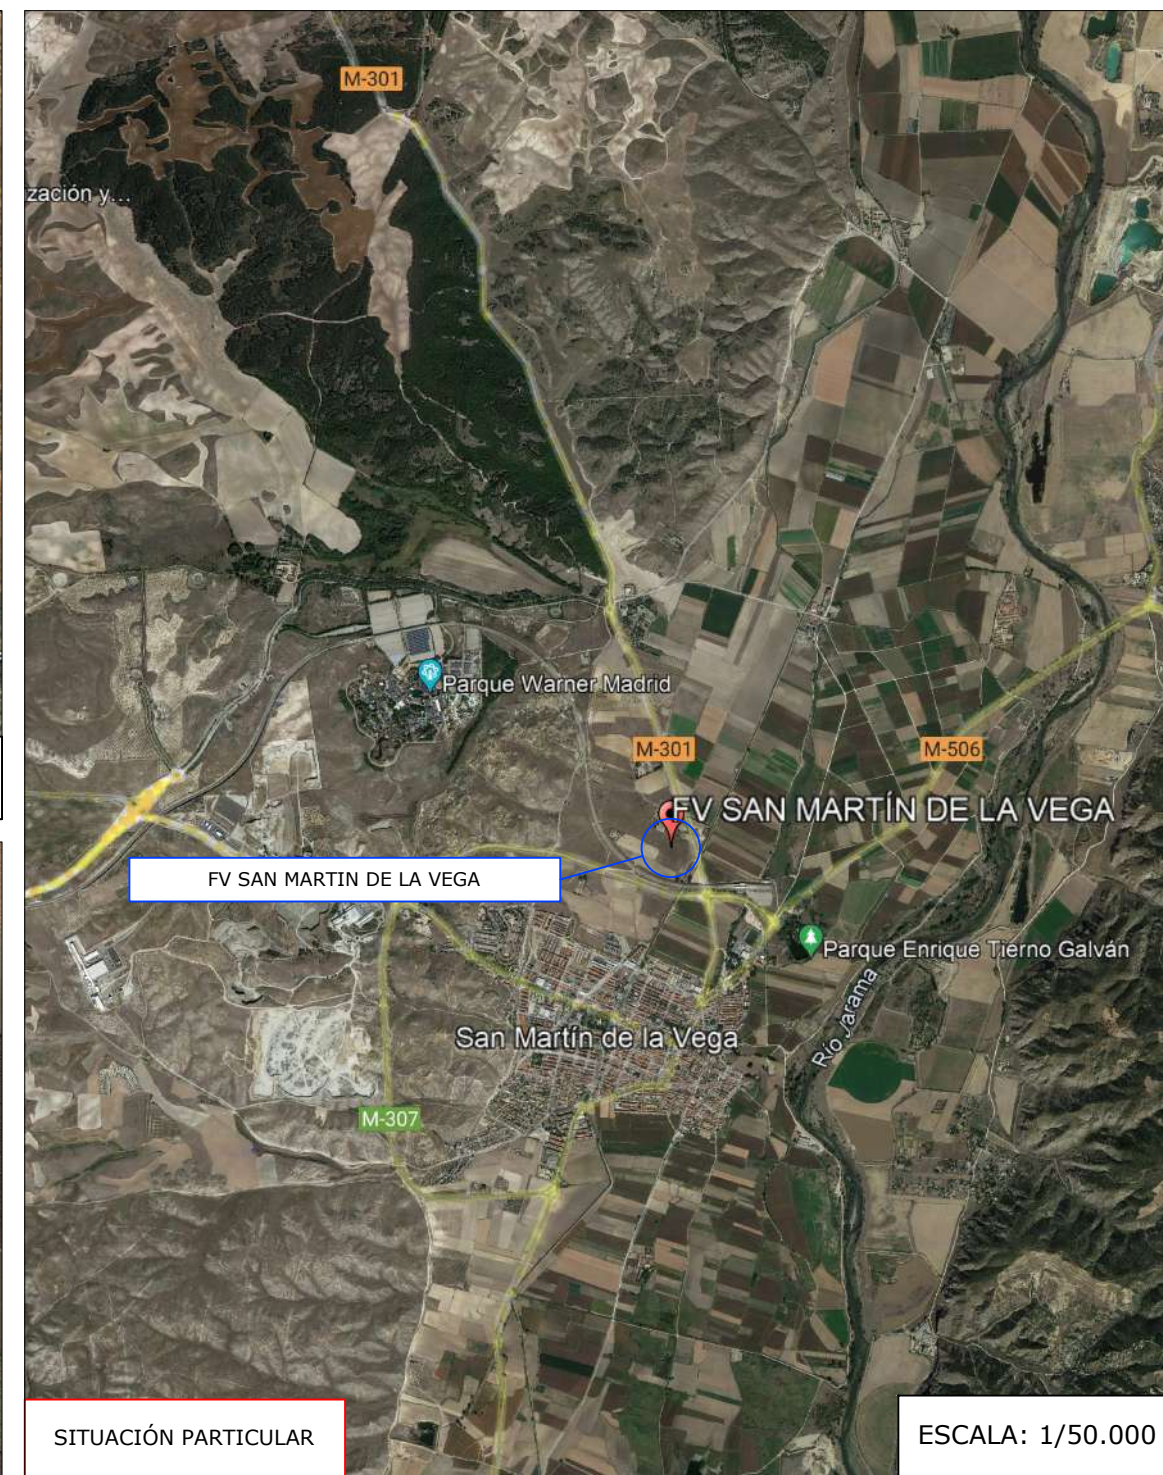 M-301
zación y...
Parque Warner Madrid
M-301
M-506
FV SAN MARTÍN DE LA VEGA
FV SAN MARTIN DE LA VEGA
Parque Enrique Tierno Galván
Río Jarama
San Martín de la Vega
M-307
SITUACIÓN PARTICULAR
ESCALA: 1/50.000